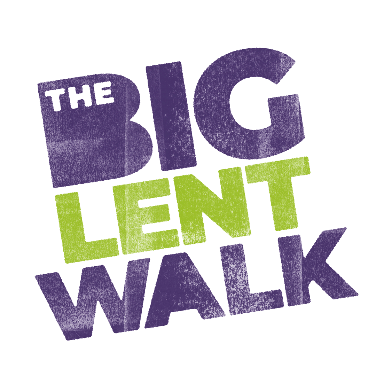 THE
BIG
LENT
WALK